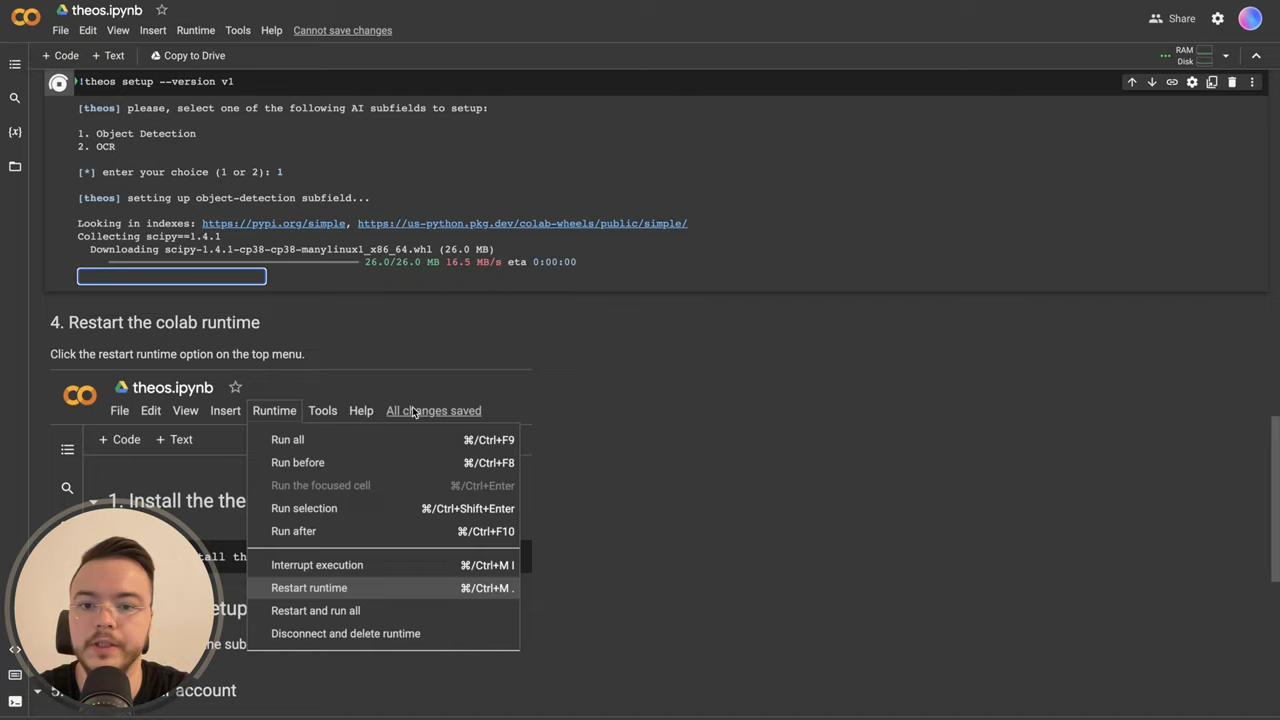 theos.ipynb
File Edit View Insert Runtime Tools Help Cannot save changes
Share
+ Code + Text Copy to Drive
RAM
Disk
!theos setup --version v1
[theos] please, select one of the following AI subfields to setup:
1. Object Detection
2. OCR
[*] enter your choice (1 or 2): 1
[theos] setting up object-detection subfield...
Looking in indexes: https://pypi.org/simple, https://us-python.pkg.dev/colab-wheels/public/simple/
Collecting scipy==1.4.1
Downloading scipy-1.4.1-cp38-cp38-manylinux1_x86_64.whl (26.0 MB)
26.0/26.0 MB 16.5 MB/s eta 0:00:00
4. Restart the colab runtime
Click the restart runtime option on the top menu.
theos.ipynb
File Edit View Insert Runtime Tools Help All changes saved
+ Code + Text
Run all ⌘/Ctrl+F9
Run before ⌘/Ctrl+F8
Run the focused cell ⌘/Ctrl+Enter
1. Install the the
Run selection ⌘/Ctrl+Shift+Enter
Run after ⌘/Ctrl+F10
tall th
Interrupt execution ⌘/Ctrl+M I
Restart runtime ⌘/Ctrl+M .
etup
Restart and run all
Disconnect and delete runtime
he sub
account